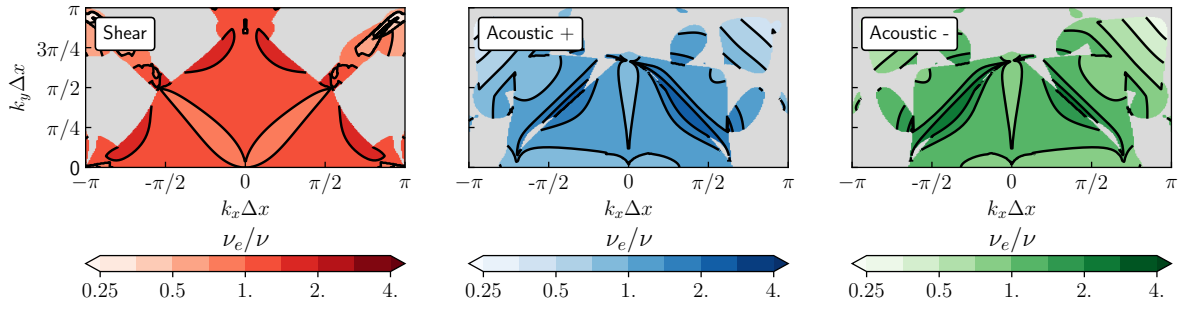 Shear
π
3π/4
π/2
π/4
0
k_yΔx
−π
-π/2
0
π/2
π
k_xΔx
ν_e/ν
0.25
0.5
1.
2.
4.
Acoustic +
−π
-π/2
0
π/2
π
k_xΔx
ν_e/ν
0.25
0.5
1.
2.
4.
Acoustic -
−π
-π/2
0
π/2
π
k_xΔx
ν_e/ν
0.25
0.5
1.
2.
4.